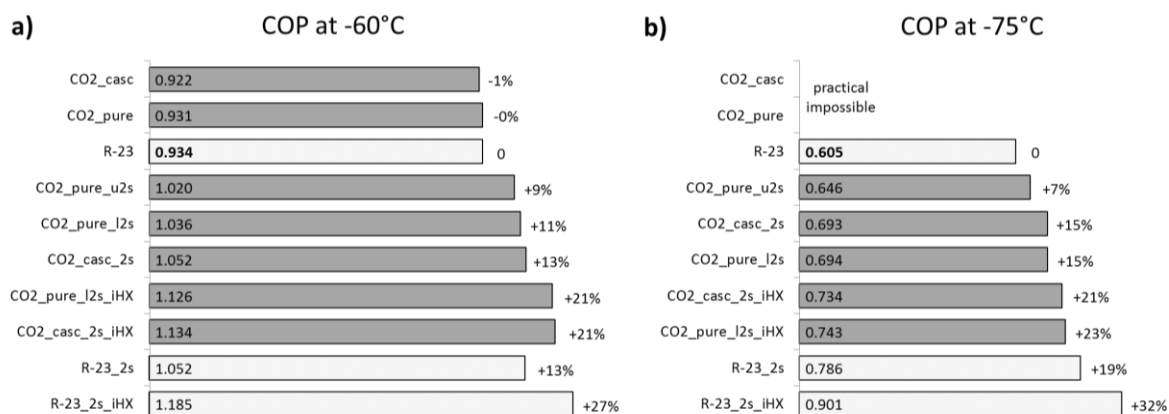 a) COP at -60°C
CO2_casc 0.922 -1%
CO2_pure 0.931 -0%
R-23 0.934 0
CO2_pure_u2s 1.020 +9%
CO2_pure_l2s 1.036 +11%
CO2_casc_2s 1.052 +13%
CO2_pure_l2s_iHX 1.126 +21%
CO2_casc_2s_iHX 1.134 +21%
R-23_2s 1.052 +13%
R-23_2s_iHX 1.185 +27%
b) COP at -75°C
CO2_casc
practical
impossible
CO2_pure
R-23 0.605 0
CO2_pure_u2s 0.646 +7%
CO2_casc_2s 0.693 +15%
CO2_pure_l2s 0.694 +15%
CO2_casc_2s_iHX 0.734 +21%
CO2_pure_l2s_iHX 0.743 +23%
R-23_2s 0.786 +19%
R-23_2s_iHX 0.901 +32%